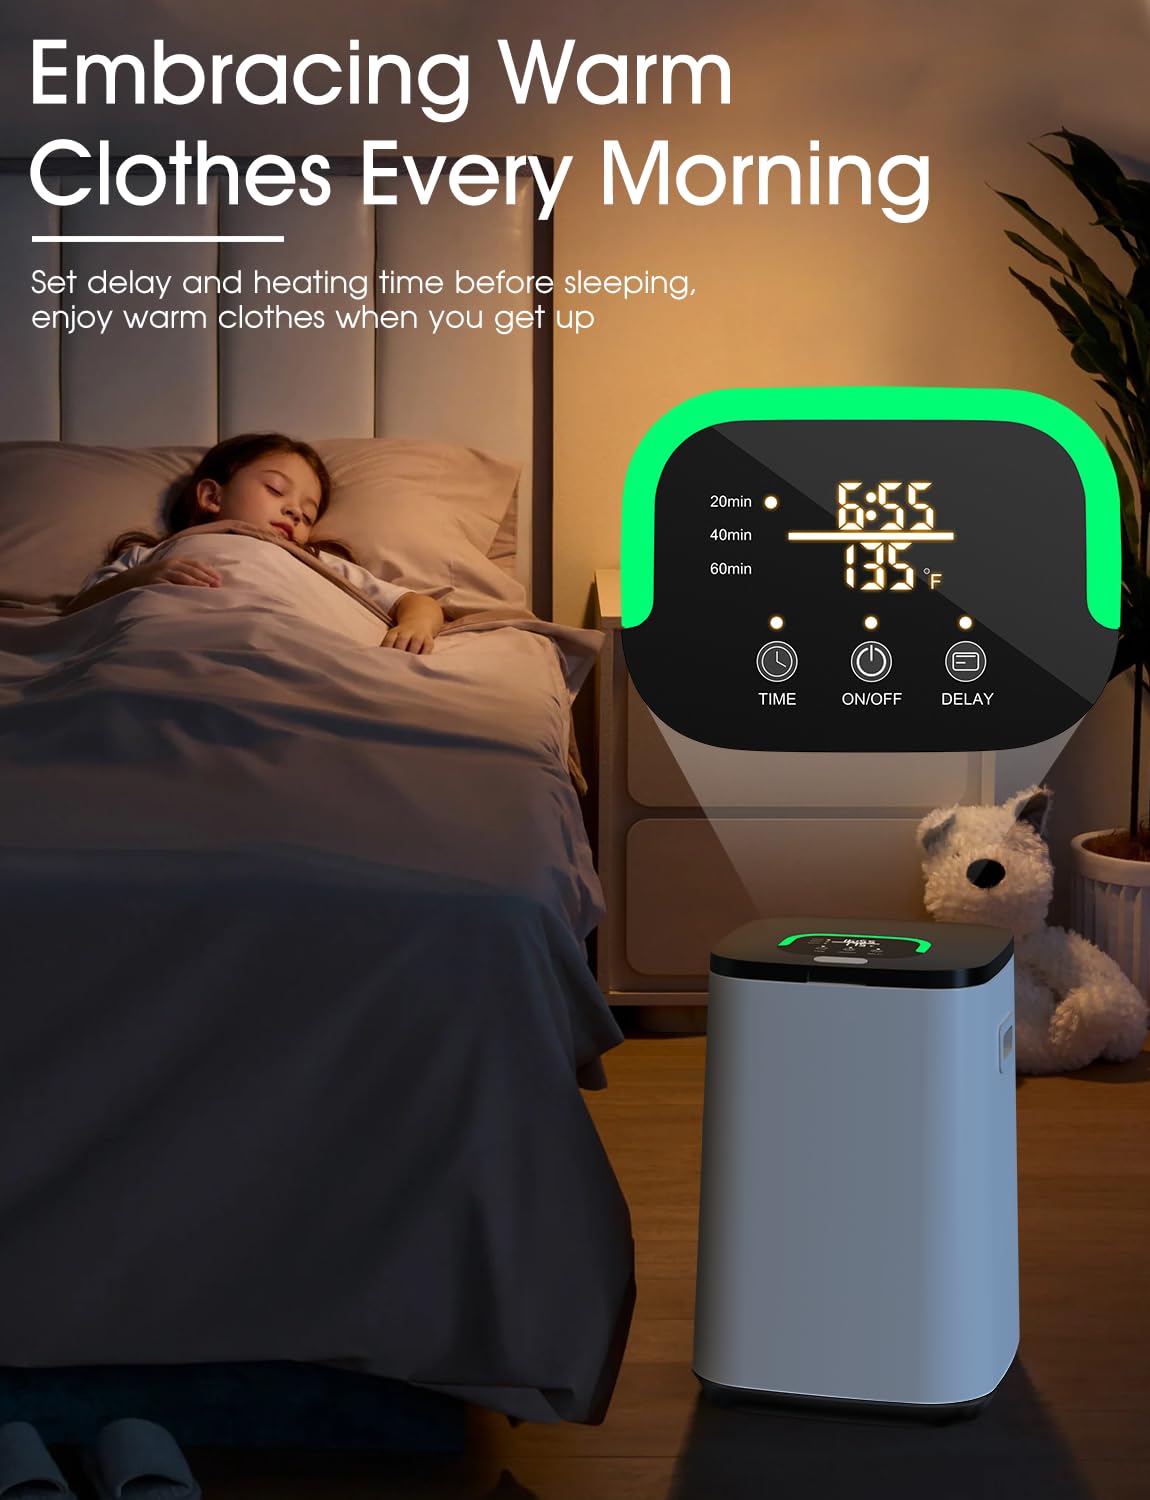 Embracing Warm
Clothes Every Morning
Set delay and heating time before sleeping,
enjoy warm clothes when you get up
20min
6:55
40min
135 °F
60min
TIME ON/OFF DELAY